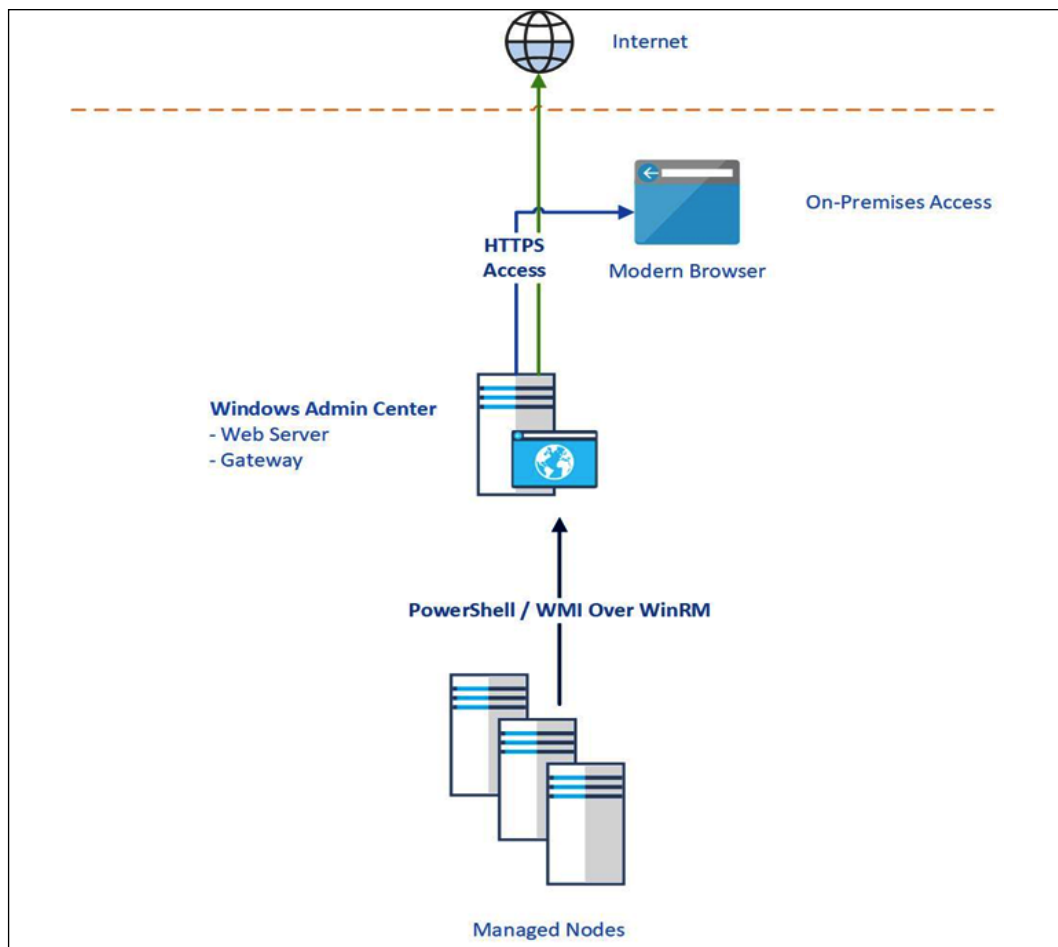 Internet
On-Premises Access
HTTPS
Access
Modern Browser
Windows Admin Center
- Web Server
- Gateway
PowerShell / WMI Over WinRM
Managed Nodes